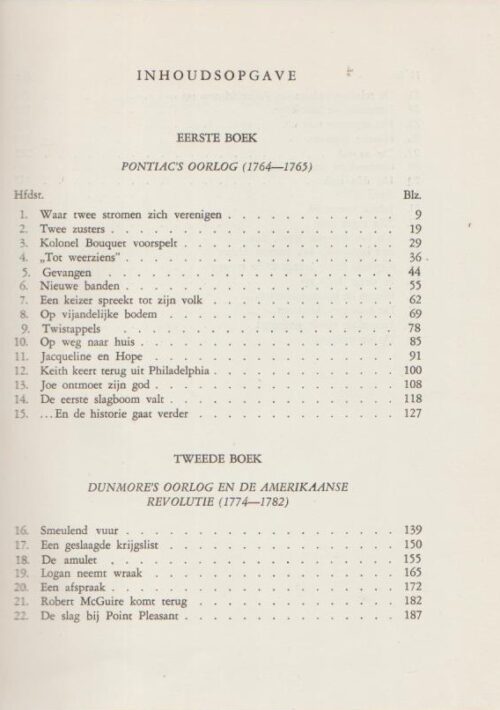 INHOUDSOPGAVE
EERSTE BOEK
PONTIAC'S OORLOG (1764—1765)
Hfdst. Blz.
1. Waar twee stromen zich verenigen . . . . . . . . . . . . 9
2. Twee zusters . . . . . . . . . . . . . . . . . . . . 19
3. Kolonel Bouquet voorspelt . . . . . . . . . . . . . . . 29
4. „Tot weerziens” . . . . . . . . . . . . . . . . . . . 36
5. Gevangen . . . . . . . . . . . . . . . . . . . . 44
6. Nieuwe banden . . . . . . . . . . . . . . . . . . . 55
7. Een keizer spreekt tot zijn volk . . . . . . . . . . . . . 62
8. Op vijandelijke bodem . . . . . . . . . . . . . . . . 69
9. Twistappels . . . . . . . . . . . . . . . . . . . 78
10. Op weg naar huis . . . . . . . . . . . . . . . . . . 85
11. Jacqueline en Hope . . . . . . . . . . . . . . . . . 91
12. Keith keert terug uit Philadelphia . . . . . . . . . . . . . 100
13. Joe ontmoet zijn god . . . . . . . . . . . . . . . . 108
14. De eerste slagboom valt . . . . . . . . . . . . . . . . 118
15. ...En de historie gaat verder . . . . . . . . . . . . . . 127
TWEEDE BOEK
DUNMORE'S OORLOG EN DE AMERIKAANSE
REVOLUTIE (1774—1782)
16. Smeulend vuur . . . . . . . . . . . . . . . . . . . 139
17. Een geslaagde krijgslist . . . . . . . . . . . . . . . . 150
18. De amulet . . . . . . . . . . . . . . . . . . . . 155
19. Logan neemt wraak . . . . . . . . . . . . . . . . . 165
20. Een afspraak . . . . . . . . . . . . . . . . . . . . 172
21. Robert McGuire komt terug . . . . . . . . . . . . . . 182
22. De slag bij Point Pleasant . . . . . . . . . . . . . . . 187